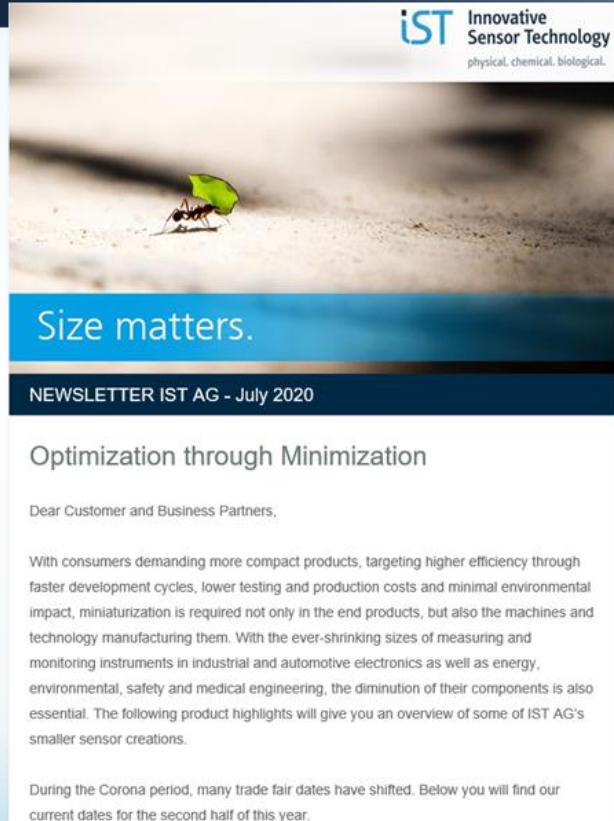 iST Innovative
Sensor Technology
physical. chemical. biological.
Size matters.
NEWSLETTER IST AG - July 2020
Optimization through Minimization
Dear Customer and Business Partners,
With consumers demanding more compact products, targeting higher efficiency through
faster development cycles, lower testing and production costs and minimal environmental
impact, miniaturization is required not only in the end products, but also the machines and
technology manufacturing them. With the ever-shrinking sizes of measuring and
monitoring instruments in industrial and automotive electronics as well as energy,
environmental, safety and medical engineering, the diminution of their components is also
essential. The following product highlights will give you an overview of some of IST AG's
smaller sensor creations.
During the Corona period, many trade fair dates have shifted. Below you will find our
current dates for the second half of this year.